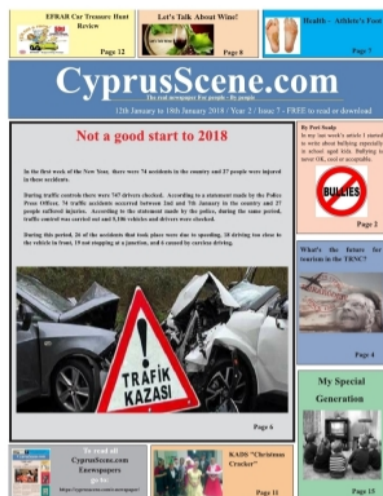 EFRAB Car Treasure Hunt
Review
Page 12
Let's Talk About Wine!
Page 8
Health - Athlete's Foot
Page 7
CyprusScene.com
The real newspaper For people - By people
12th January to 18th January 2018 / Year 2 / Issue 7 - FREE to read or download
Not a good start to 2018
In the first week of the New Year, there were 74 accidents in the country and 27 people were injured
in these accidents.
During traffic controls there were 747 drivers checked. According to a statement made by the Police
Press Officer, 74 traffic accidents occurred between 2nd and 7th January in the country and 27
people suffered injuries. According to the statement made by the police, during the same period,
traffic control was carried out and 5,186 vehicles and drivers were checked.
During this period, 26 of the accidents that took place were due to speeding, 20 driving too close to
the vehicle in front, 19 not stopping at a junction, and 6 caused by careless driving.
TRAFİK
KAZASI
Page 6
By Peri Soulp
In my last week's article I started
to write about bullying especially
in school aged kids. Bullying is
never OK, cool or acceptable.
BULLIES
Page 2
What's the future for
tourism in the TRNC?
Page 4
My Special
Generation
Page 15
To read all
CyprusScene.com
Enewspapers
go to:
KADS "Christmas
Cracker"
Page 11